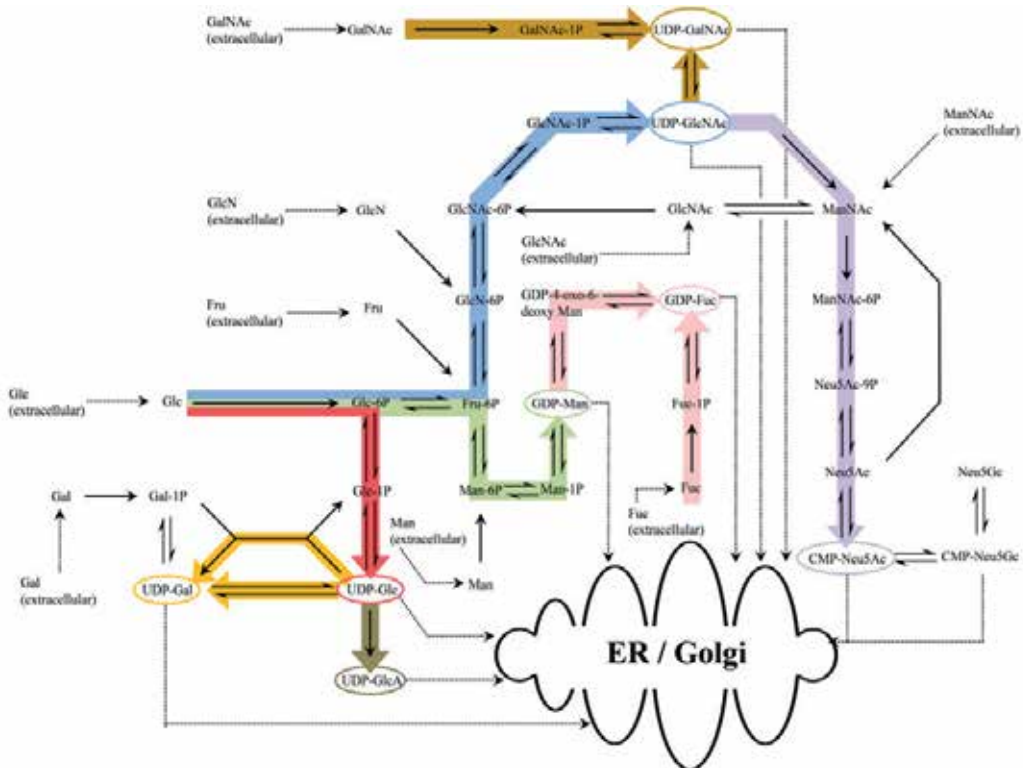 GalNAc
(extracellular)
GalNAc
GalNAc-1P
UDP-GalNAc
GlcNAc-1P
UDP-GlcNAc
ManNAc
(extracellular)
GlcN
(extracellular)
GlcN
GlcNAc-6P
GlcNAc
ManNAc
GlcNAc
(extracellular)
Fru
(extracellular)
Fru
GlcN-6P
GDP-4-oxo-6-
deoxy Man
GDP-Fuc
ManNAc-6P
Glc
(extracellular)
Glc
Glc-6P
Fru-6P
GDP-Man
Fuc-1P
Neu5Ac-9P
Gal
Gal-1P
Glc-1P
Man-6P
Man-1P
Fuc
Neu5Ac
Neu5Gc
Man
(extracellular)
Fuc
(extracellular)
Gal
(extracellular)
UDP-Gal
UDP-Glc
Man
CMP-Neu5Ac
CMP-Neu5Gc
ER / Golgi
UDP-GlcA